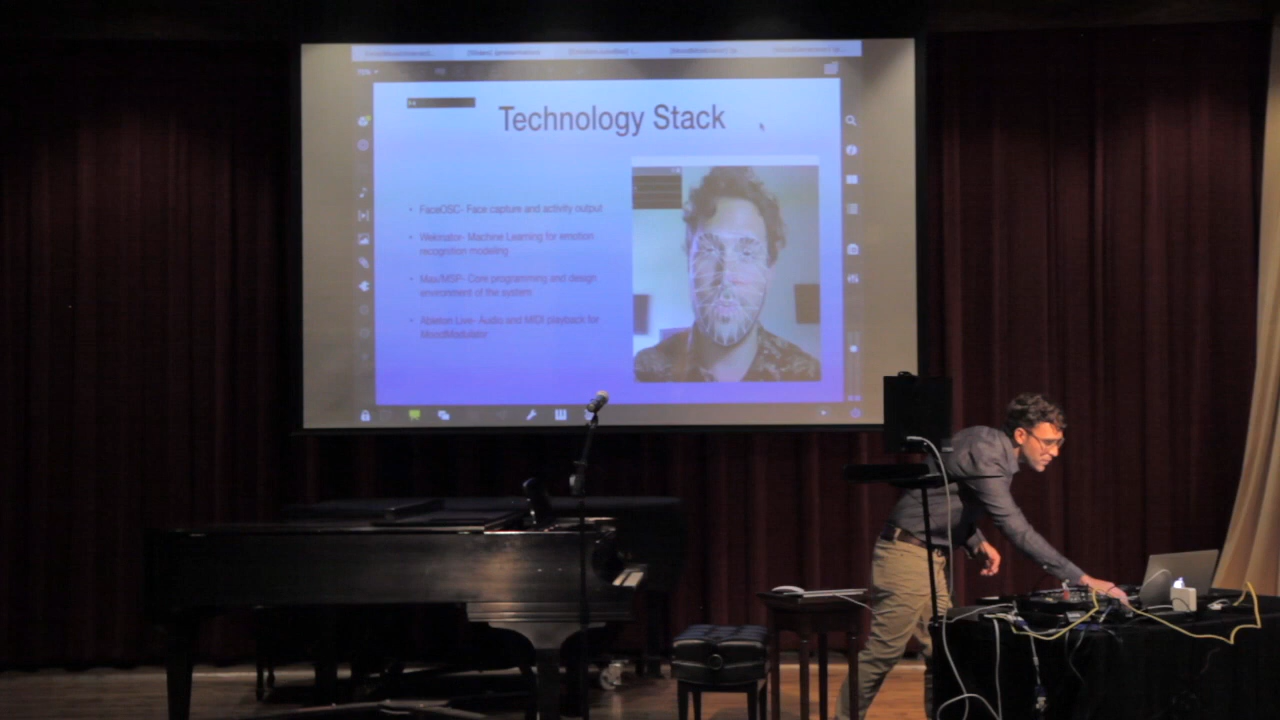 Technology Stack
• FaceOSC- Face capture and activity output
• Wekinator- Machine Learning for emotion
recognition modeling
• Max/MSP- Core programming and design
environment of the system
• Ableton Live- Audio and MIDI playback for
MoodModulator